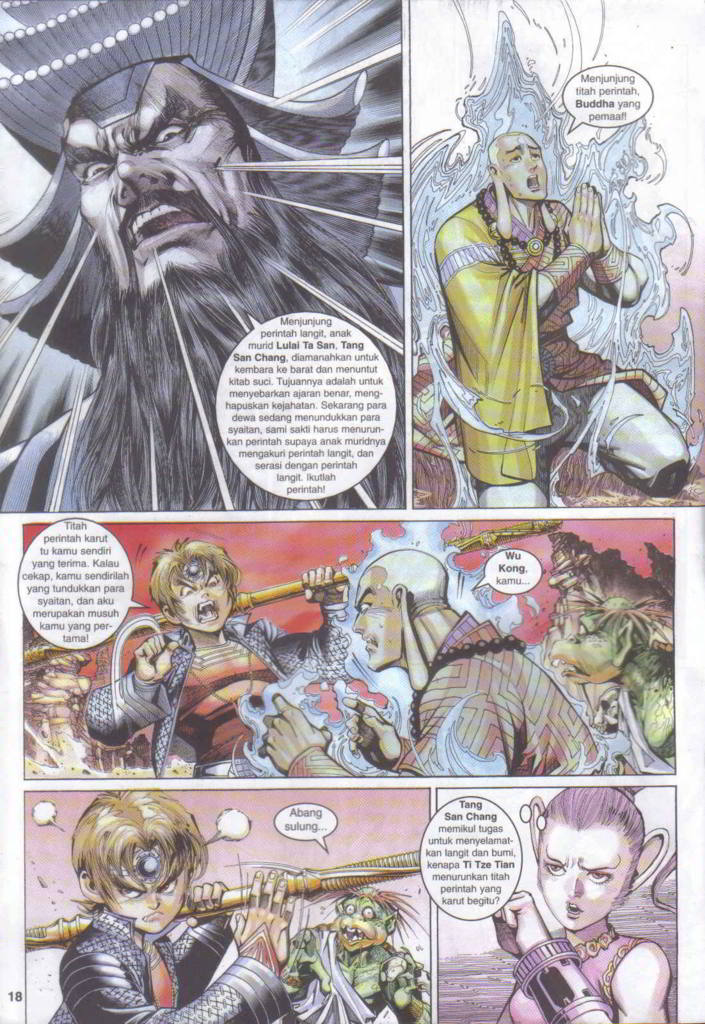 Menjunjung
perintah langit, anak
murid Lulai Ta San, Tang
San Chang, diamanahkan untuk
kembara ke barat dan menuntut
kitab suci. Tujuannya adalah untuk
menyebarkan ajaran benar, meng-
hapuskan kejahatan. Sekarang para
dewa sedang menundukkan para
syaitan, sami sakti harus menurun-
kan perintah supaya anak muridnya
mengakuri perintah langit, dan
serasi dengan perintah
langit. Ikutlah
perintah!
Menjunjung
titah perintah,
Buddha yang
pemaaf!
Titah
perintah karut
tu kamu sendiri
yang terima. Kalau
cekap, kamu sendirilah
yang tundukkan para
syaitan, dan aku
merupakan musuh
kamu yang per-
tama!
Wu
Kong,
kamu...
Abang
sulung...
Tang
San Chang
memikul tugas
untuk menyelamat-
kan langit dan bumi,
kenapa Ti Tze Tian
menurunkan titah
perintah yang
karut begitu?
18